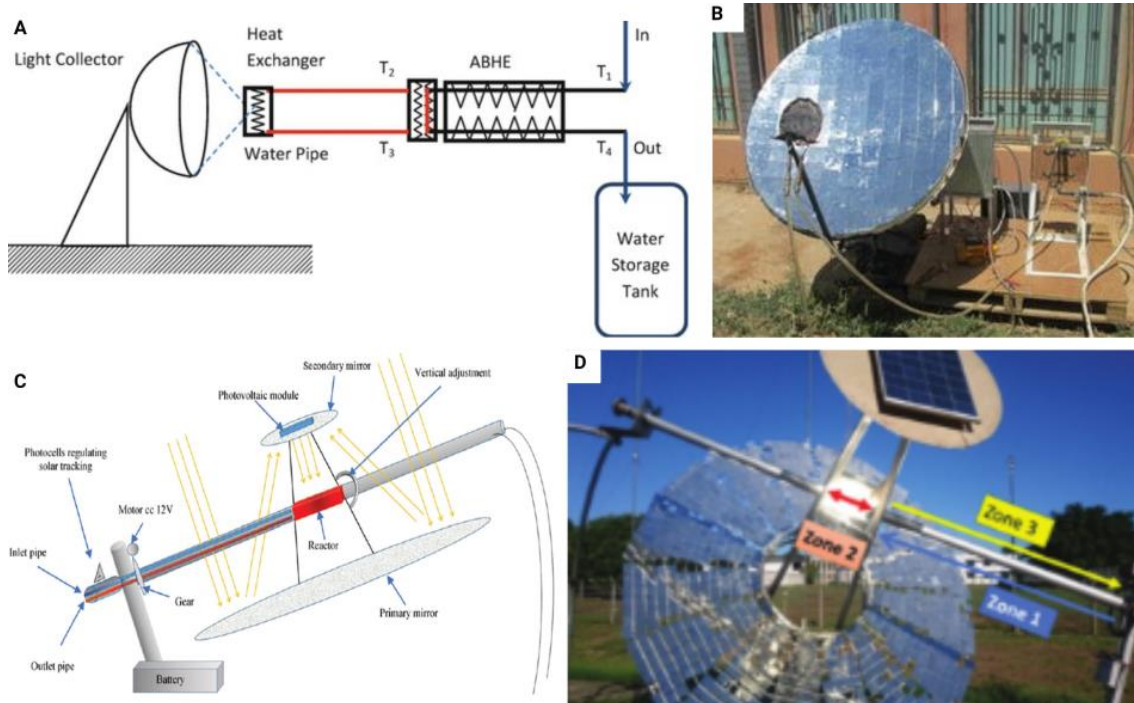 A
Light Collector
Heat
Exchanger
T2
ABHE
T1
In
Water Pipe
T3
T4
Out
Water
Storage
Tank
B
C
Secondary mirror
Photovoltaic module
Vertical adjustment
Photocells regulating
solar tracking
Motor cc 12V
Inlet pipe
Reactor
Gear
Primary mirror
Outlet pipe
Battery
D
Zone 3
Zone 2
Zone 1